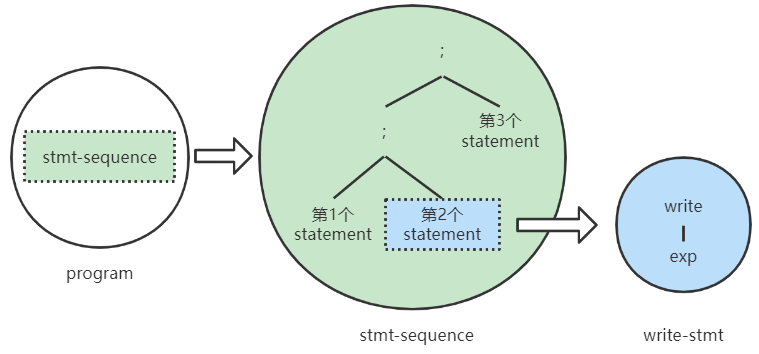 stmt-sequence
program
;
;
第3个
statement
第1个
statement
第2个
statement
stmt-sequence
write
exp
write-stmt